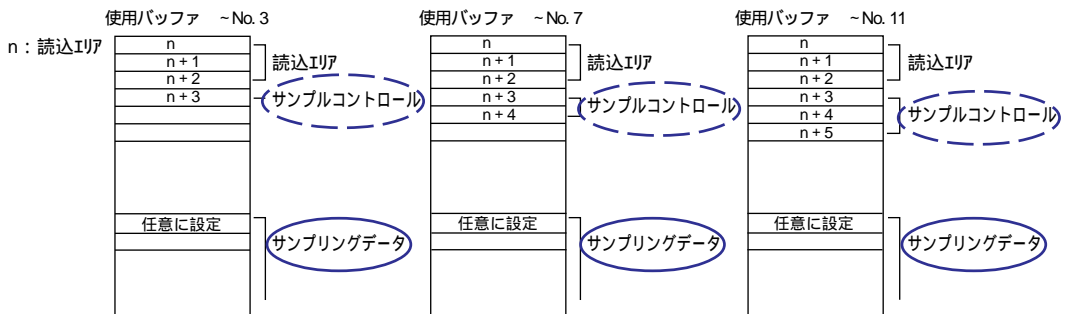 使用バッファ ~No. 3
n：読込エリア
n
n + 1
n + 2
n + 3
読込エリア
サンプルコントロール
任意に設定
サンプリングデータ
使用バッファ ~No. 7
n
n + 1
n + 2
n + 3
n + 4
読込エリア
サンプルコントロール
任意に設定
サンプリングデータ
使用バッファ ~No. 11
n
n + 1
n + 2
n + 3
n + 4
n + 5
読込エリア
サンプルコントロール
任意に設定
サンプリングデータ